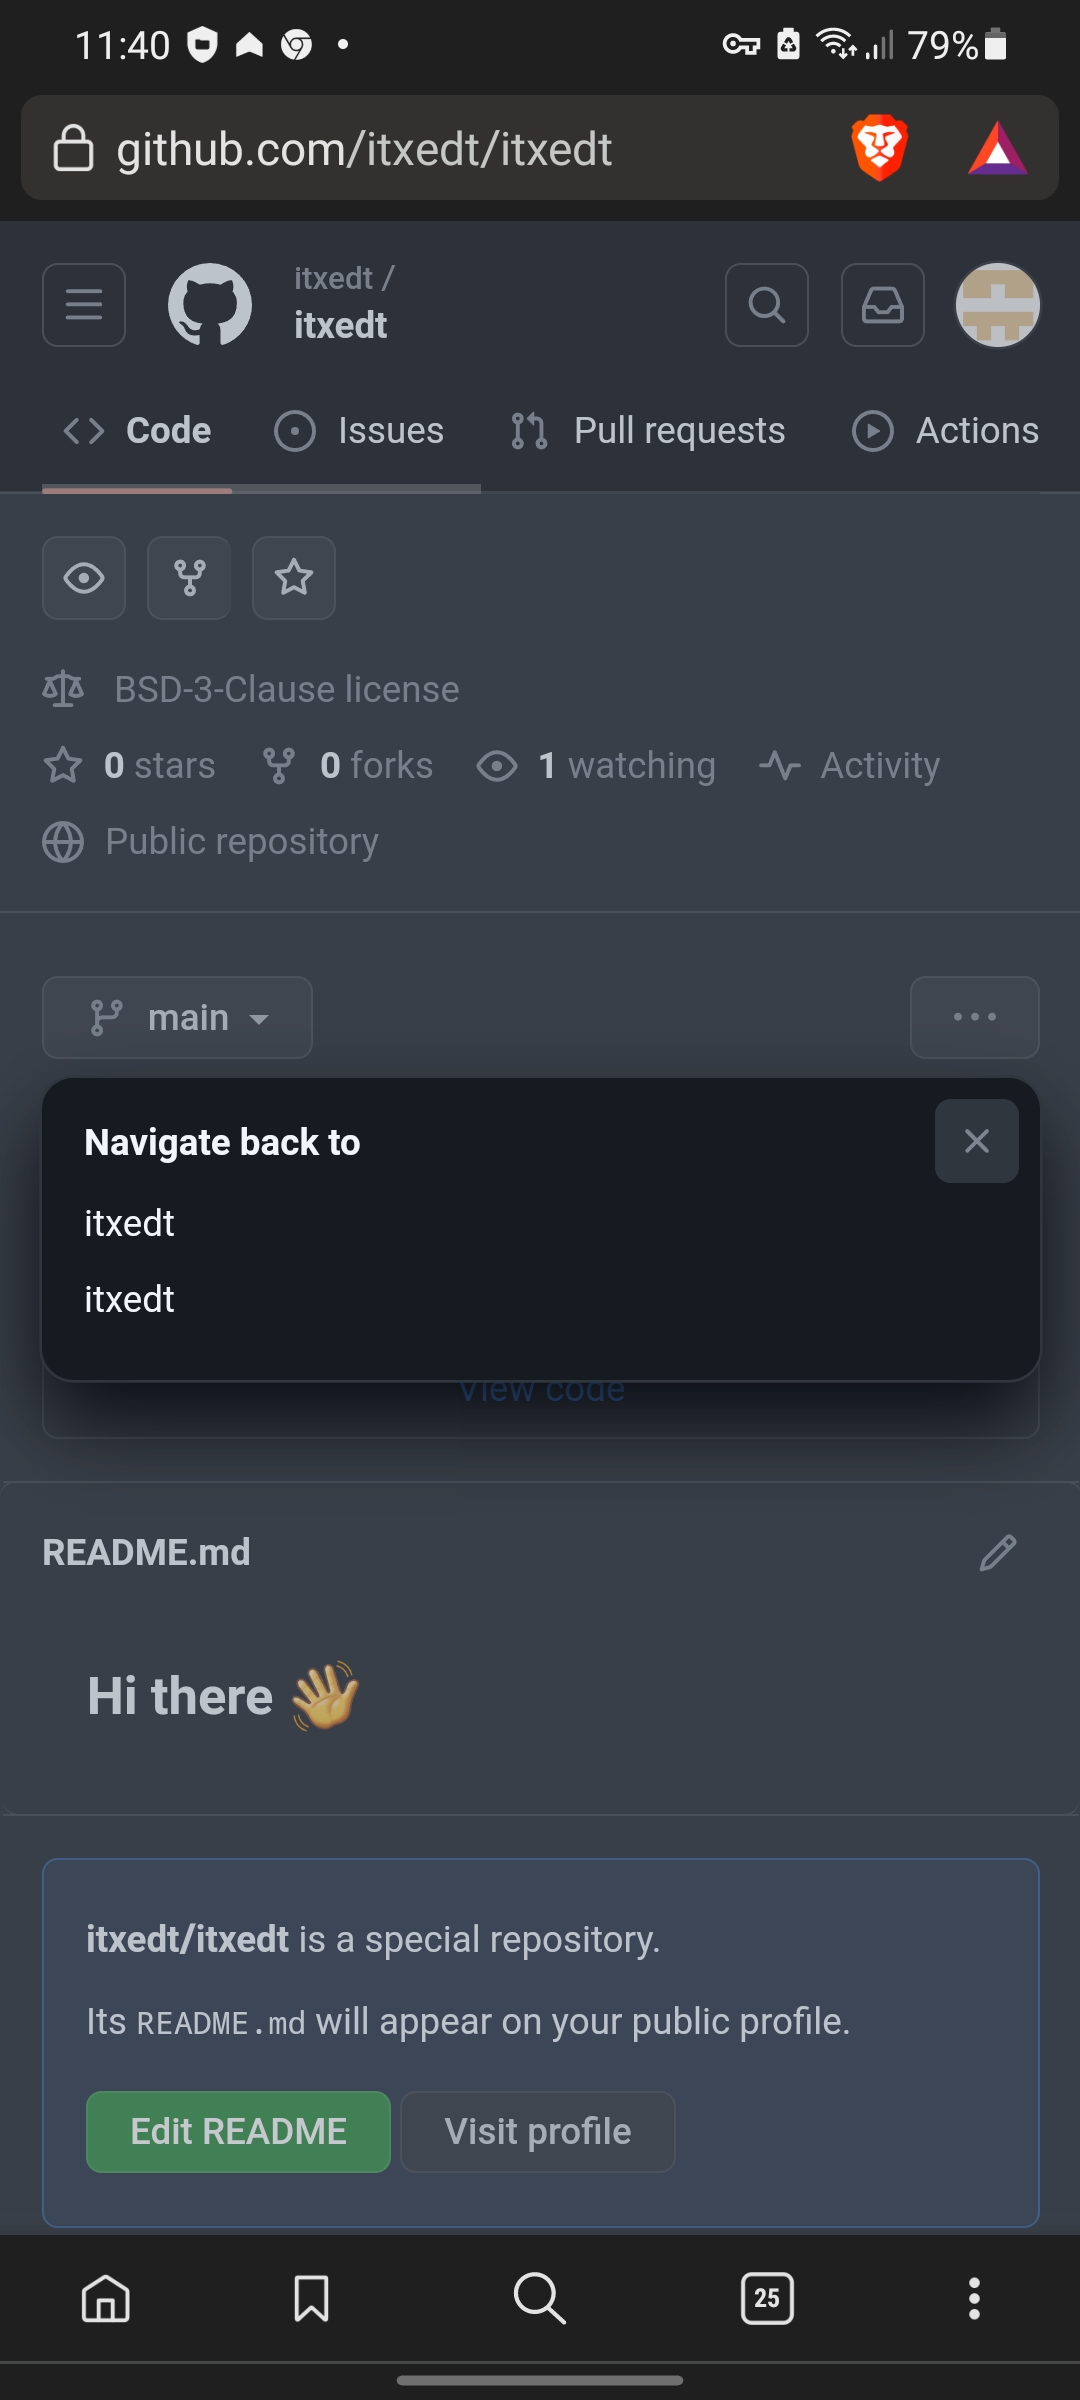 11:40
79%
github.com/itxedt/itxedt
itxedt /
itxedt
Code Issues Pull requests Actions
BSD-3-Clause license
0 stars 0 forks 1 watching Activity
Public repository
main
Navigate back to
itxedt
itxedt
View code
README.md
Hi there 👋
itxedt/itxedt is a special repository.
Its README.md will appear on your public profile.
Edit README Visit profile
25